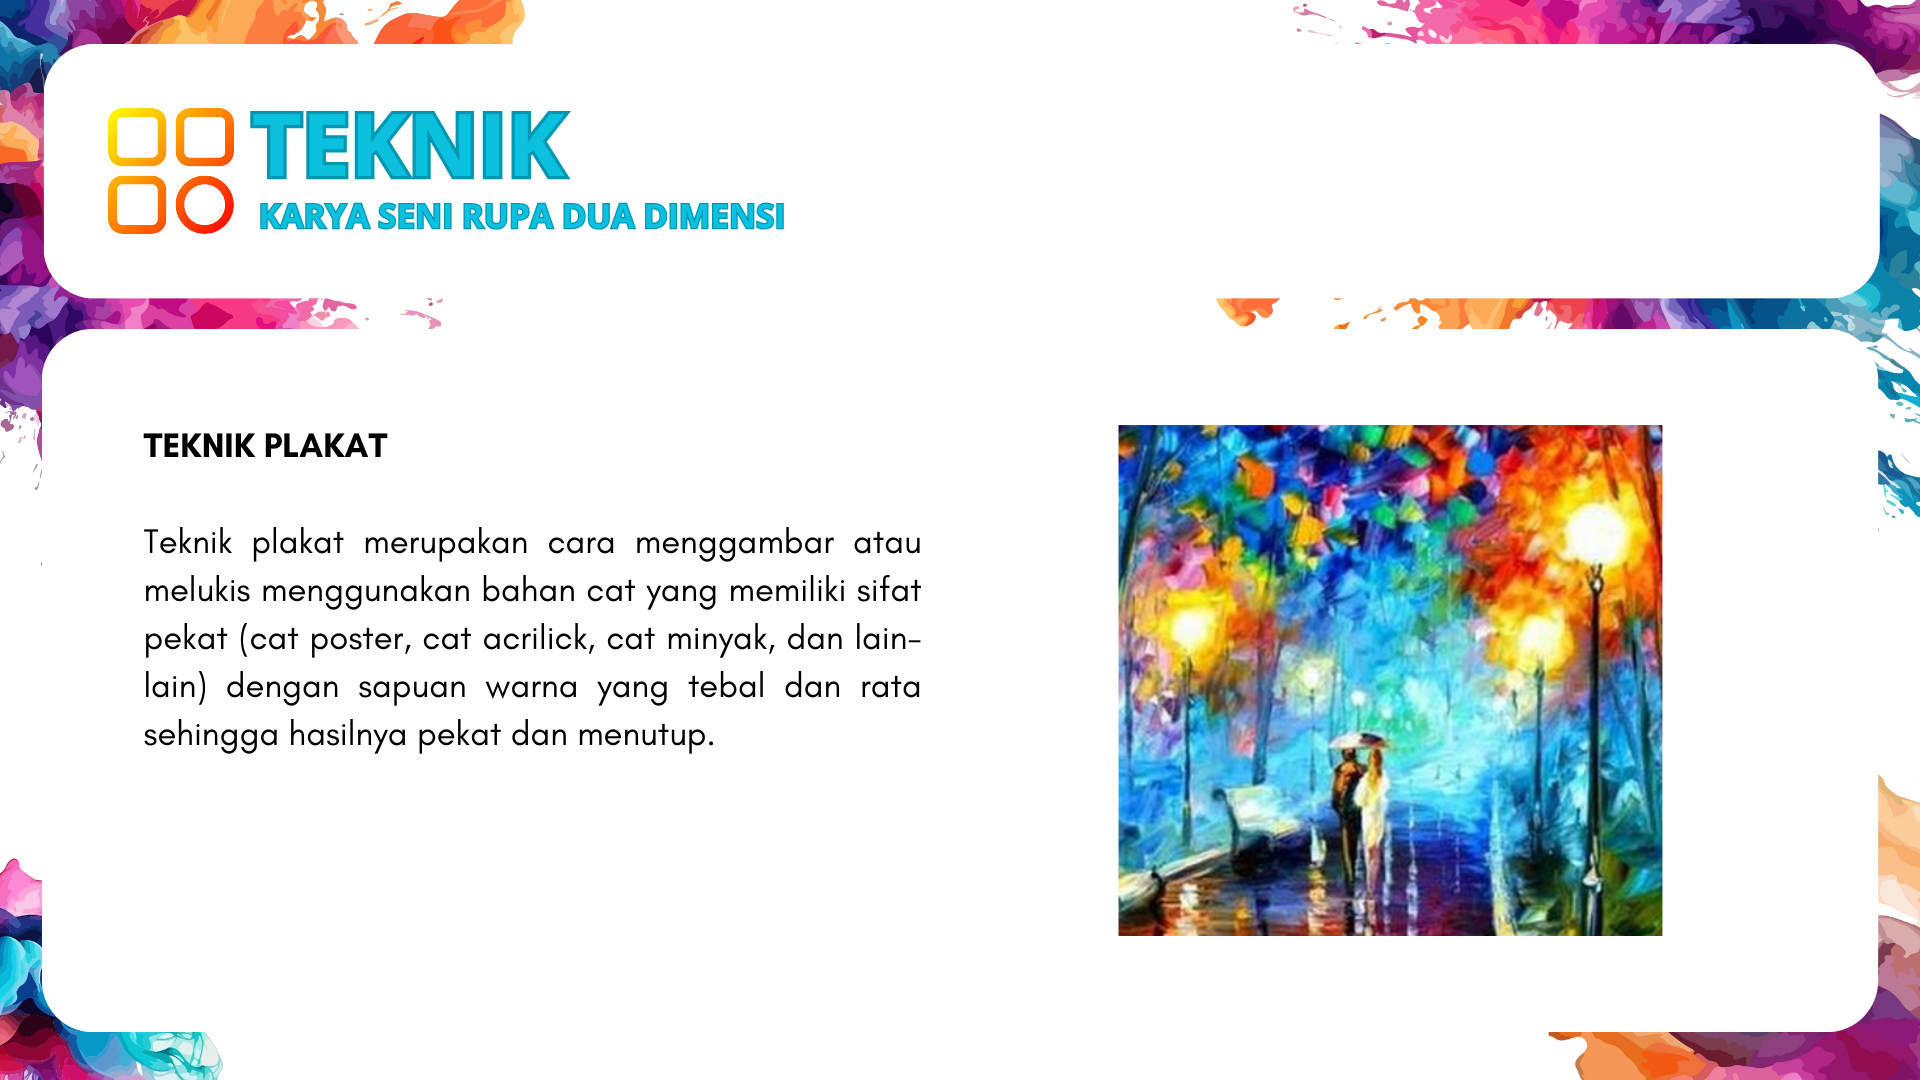 TEKNIK
KARYA SENI RUPA DUA DIMENSI
TEKNIK PLAKAT
Teknik plakat merupakan cara menggambar atau
melukis menggunakan bahan cat yang memiliki sifat
pekat (cat poster, cat acrilick, cat minyak, dan lain-
lain) dengan sapuan warna yang tebal dan rata
sehingga hasilnya pekat dan menutup.